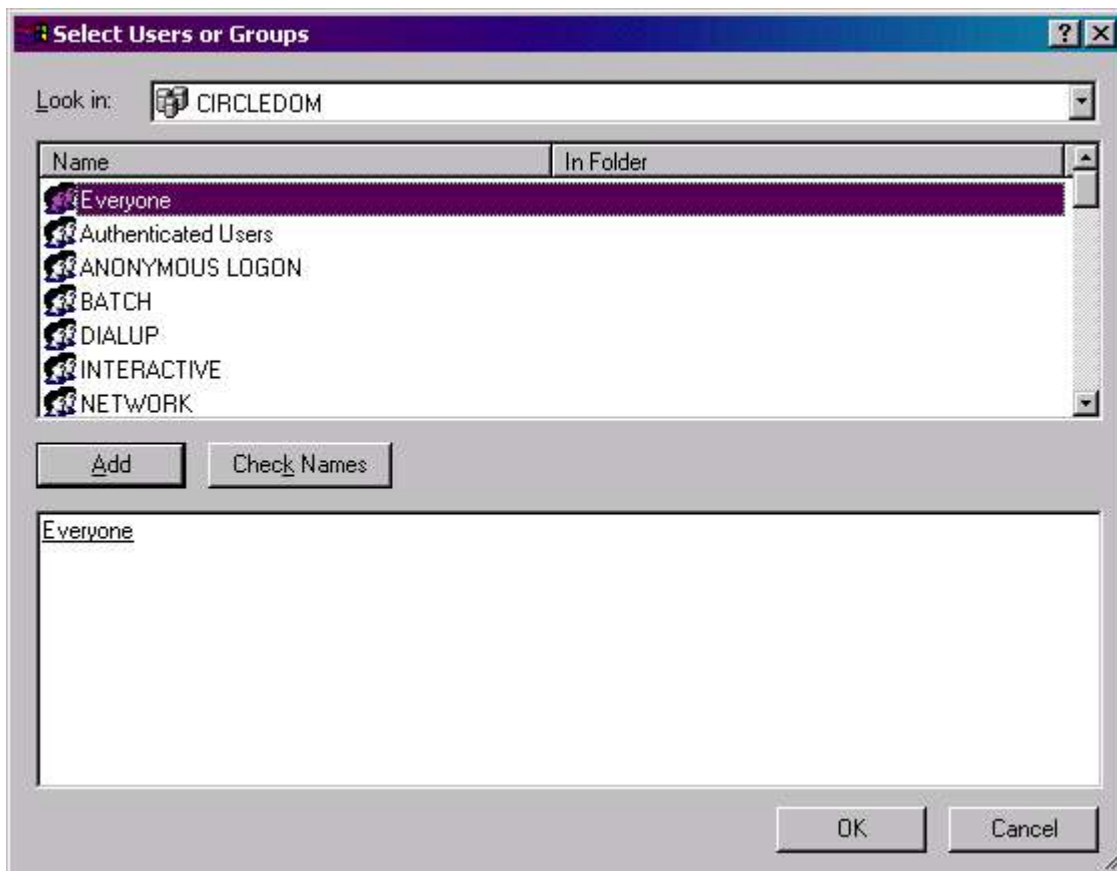 Select Users or Groups
Look in: CIRCLEDOM
Name In Folder
Everyone
Authenticated Users
ANONYMOUS LOGON
BATCH
DIALUP
INTERACTIVE
NETWORK
Add Check Names
Everyone
OK Cancel